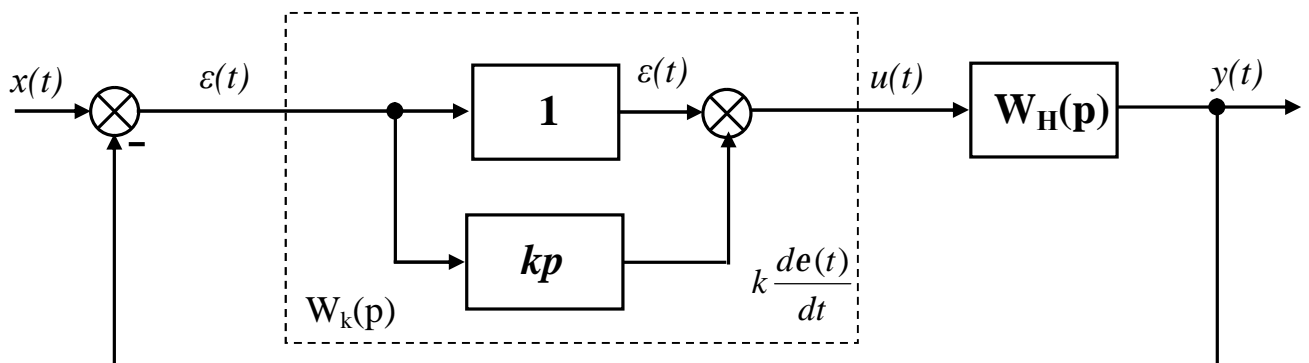 x(t)
ε(t)
1
ε(t)
u(t)
W_H(p)
y(t)
-
kp
k de(t)/dt
W_k(p)